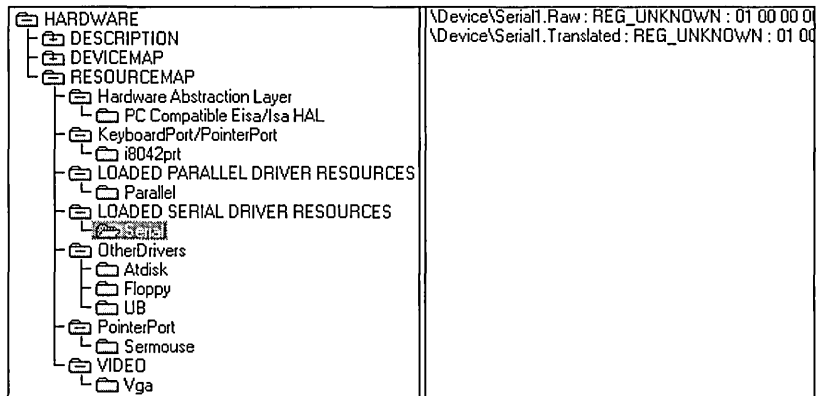 HARDWARE
DESCRIPTION
DEVICEMAP
RESOURCEMAP
Hardware Abstraction Layer
PC Compatible Eisa/Isa HAL
KeyboardPort/PointerPort
i8042prt
LOADED PARALLEL DRIVER RESOURCES
Parallel
LOADED SERIAL DRIVER RESOURCES
Serial
OtherDrivers
Atdisk
Floppy
UB
PointerPort
Sermouse
VIDEO
Vga
\Device\Serial1.Raw : REG_UNKNOWN : 01 00 00 0
\Device\Serial1.Translated : REG_UNKNOWN : 01 00